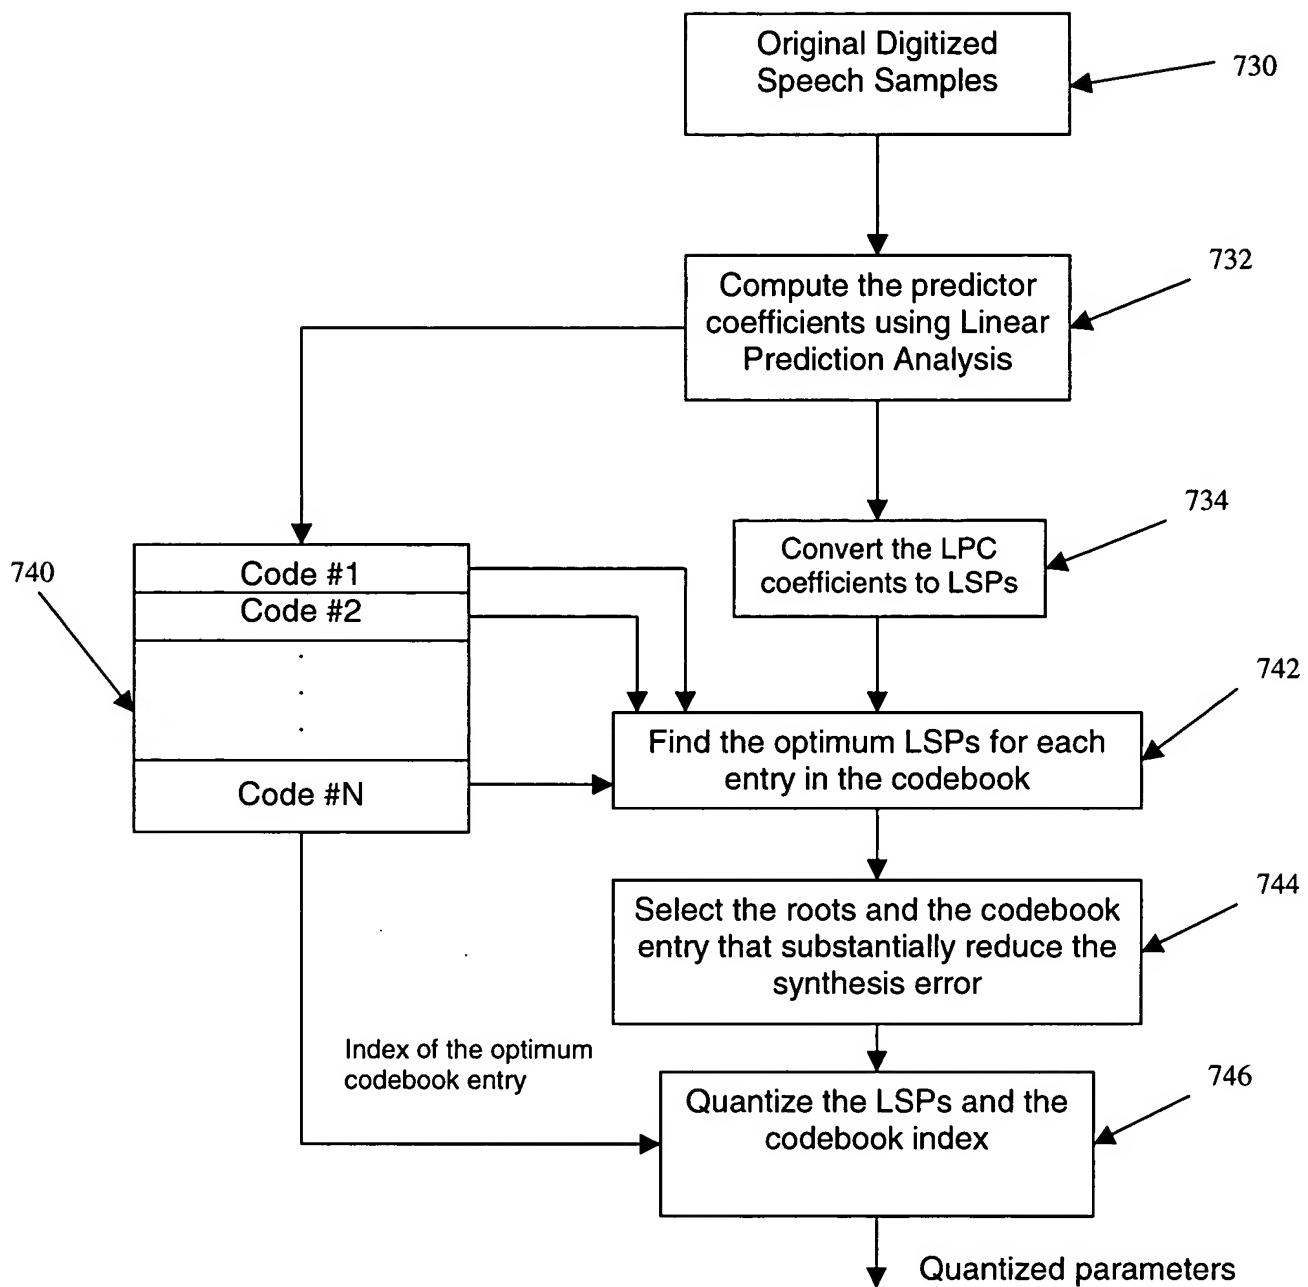 Original Digitized
Speech Samples
730
732
Compute the predictor
coefficients using Linear
Prediction Analysis
734
Convert the LPC
coefficients to LSPs
740
Code #1
Code #2
.
.
.
Code #N
742
Find the optimum LSPs for each
entry in the codebook
744
Select the roots and the codebook
entry that substantially reduce the
synthesis error
Index of the optimum
codebook entry
746
Quantize the LSPs and the
codebook index
Quantized parameters